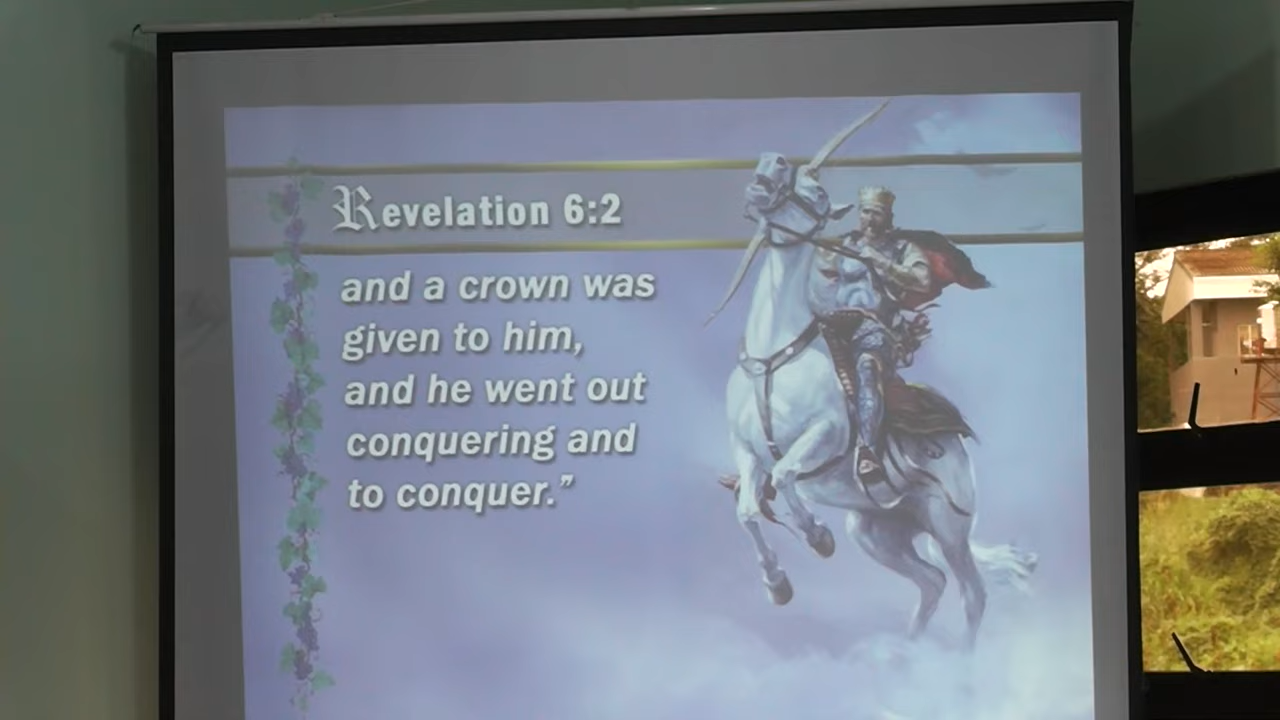 Revelation 6:2
and a crown was
given to him,
and he went out
conquering and
to conquer.”